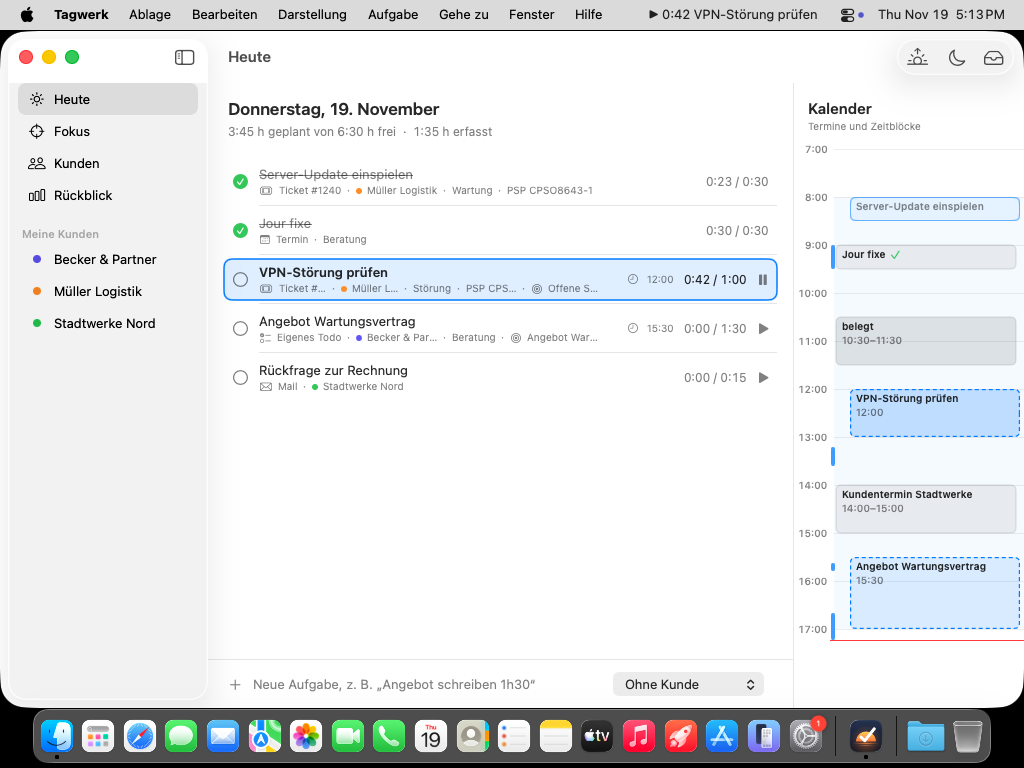 Tagwerk Ablage Bearbeiten Darstellung Aufgabe Gehe zu Fenster Hilfe 0:42 VPN-Störung prüfen Thu Nov 19 5:13 PM
Heute
Heute
Fokus
Kunden
Rückblick
Meine Kunden
Becker & Partner
Müller Logistik
Stadtwerke Nord
Donnerstag, 19. November
3:45 h geplant von 6:30 h frei · 1:35 h erfasst
Server-Update einspielen
Ticket #1240 · Müller Logistik · Wartung · PSP CPSO8643-1
0:23 / 0:30
Jour fixe
Termin · Beratung
0:30 / 0:30
VPN-Störung prüfen
Ticket #... · Müller L... · Störung · PSP CPS... · Offene S...
12:00 0:42 / 1:00
Angebot Wartungsvertrag
Eigenes Todo · Becker & Par... · Beratung · Angebot War...
15:30 0:00 / 1:30
Rückfrage zur Rechnung
Mail · Stadtwerke Nord
0:00 / 0:15
Neue Aufgabe, z. B. „Angebot schreiben 1h30“
Ohne Kunde
Kalender
Termine und Zeitblöcke
7:00
8:00
Server-Update einspielen
9:00
Jour fixe
10:00
belegt
10:30–11:30
11:00
12:00
VPN-Störung prüfen
12:00
13:00
14:00
Kundentermin Stadtwerke
14:00–15:00
15:00
Angebot Wartungsvertrag
15:30
16:00
17:00
Thu
19
tv
1